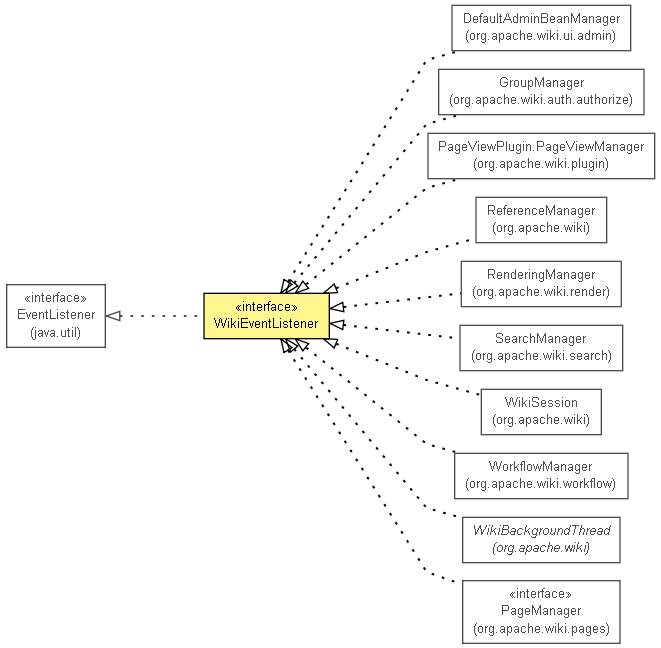 DefaultAdminBeanManager
(org.apache.wiki.ui.admin)
GroupManager
(org.apache.wiki.auth.authorize)
PageViewPlugin.PageViewManager
(org.apache.wiki.plugin)
ReferenceManager
(org.apache.wiki)
RenderingManager
(org.apache.wiki.render)
«interface»
EventListener
(java.util)
«interface»
WikiEventListener
SearchManager
(org.apache.wiki.search)
WikiSession
(org.apache.wiki)
WorkflowManager
(org.apache.wiki.workflow)
WikiBackgroundThread
(org.apache.wiki)
«interface»
PageManager
(org.apache.wiki.pages)